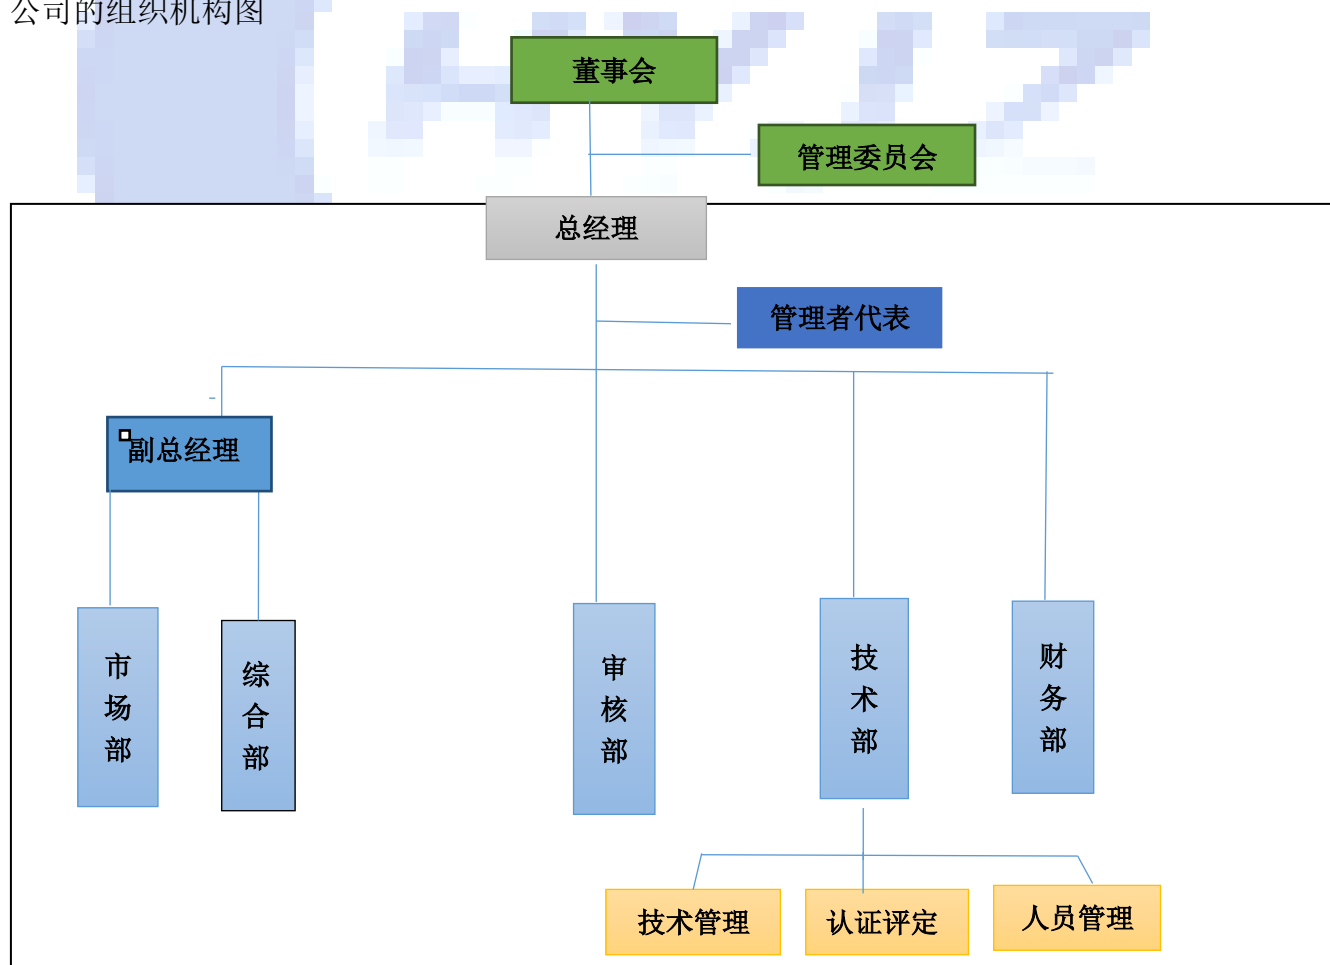 公司的组织机构图
董事会
管理委员会
总经理
管理者代表
副总经理
市场部
综合部
审核部
技术部
财务部
技术管理
认证评定
人员管理